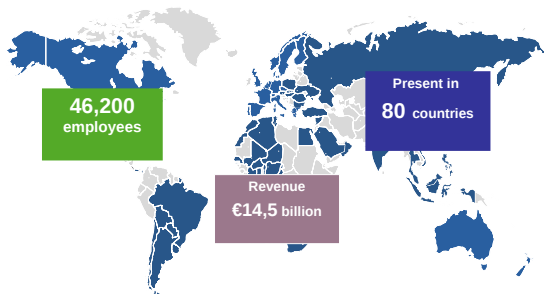 46,200
employees
Present in
80 countries
Revenue
€14,5 billion